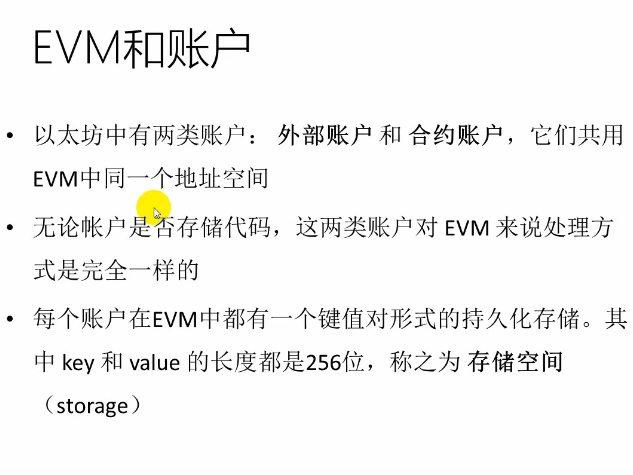 EVM和账户
• 以太坊中有两类账户： 外部账户 和 合约账户，它们共用
EVM中同一个地址空间
• 无论帐户是否存储代码，这两类账户对 EVM 来说处理方
式是完全一样的
• 每个账户在EVM中都有一个键值对形式的持久化存储。其
中 key 和 value 的长度都是256位，称之为 存储空间
（storage）